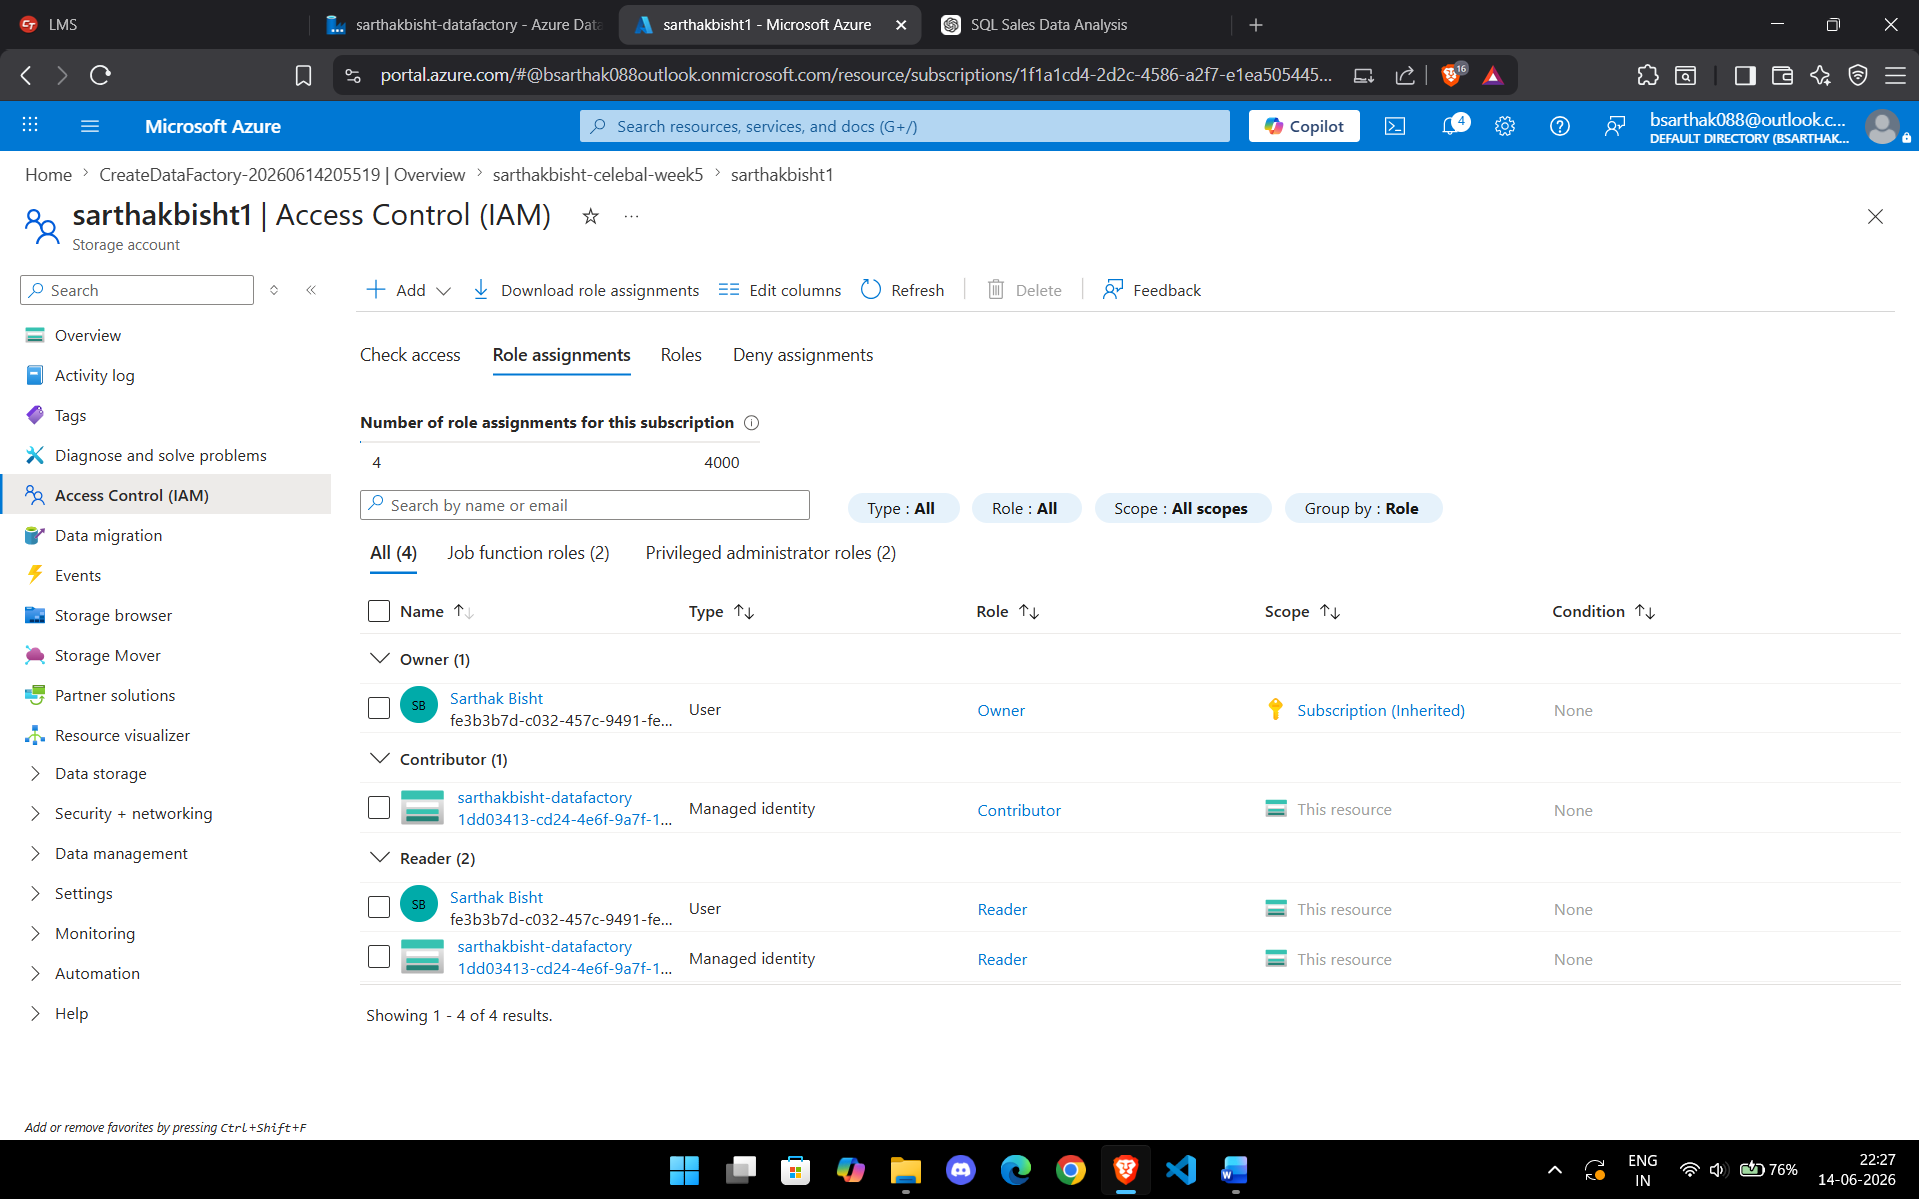 LMS
sarthakbisht-datafactory - Azure Data
sarthakbisht1 - Microsoft Azure
SQL Sales Data Analysis
portal.azure.com/#@bsarthak088outlook.onmicrosoft.com/resource/subscriptions/1f1a1cd4-2d2c-4586-a2f7-e1ea505445...
16
Microsoft Azure
Search resources, services, and docs (G+/)
Copilot
4
bsarthak088@outlook.c...
DEFAULT DIRECTORY (BSARTHAK...
Home > CreateDataFactory-20260614205519 | Overview > sarthakbisht-celebal-week5 > sarthakbisht1
sarthakbisht1 | Access Control (IAM)
Storage account
Search
Add
Download role assignments
Edit columns
Refresh
Delete
Feedback
Overview
Activity log
Tags
Diagnose and solve problems
Access Control (IAM)
Data migration
Events
Storage browser
Storage Mover
Partner solutions
Resource visualizer
Data storage
Security + networking
Data management
Settings
Monitoring
Automation
Help
Add or remove favorites by pressing Ctrl+Shift+F
Check access
Role assignments
Roles
Deny assignments
Number of role assignments for this subscription
4
4000
Search by name or email
Type : All
Role : All
Scope : All scopes
Group by : Role
All (4)
Job function roles (2)
Privileged administrator roles (2)
Name
Type
Role
Scope
Condition
Owner (1)
SB
Sarthak Bisht
fe3b3b7d-c032-457c-9491-fe...
User
Owner
Subscription (Inherited)
None
Contributor (1)
sarthakbisht-datafactory
1dd03413-cd24-4e6f-9a7f-1...
Managed identity
Contributor
This resource
None
Reader (2)
SB
Sarthak Bisht
fe3b3b7d-c032-457c-9491-fe...
User
Reader
This resource
None
sarthakbisht-datafactory
1dd03413-cd24-4e6f-9a7f-1...
Managed identity
Reader
This resource
None
Showing 1 - 4 of 4 results.
ENG
IN
76%
22:27
14-06-2026